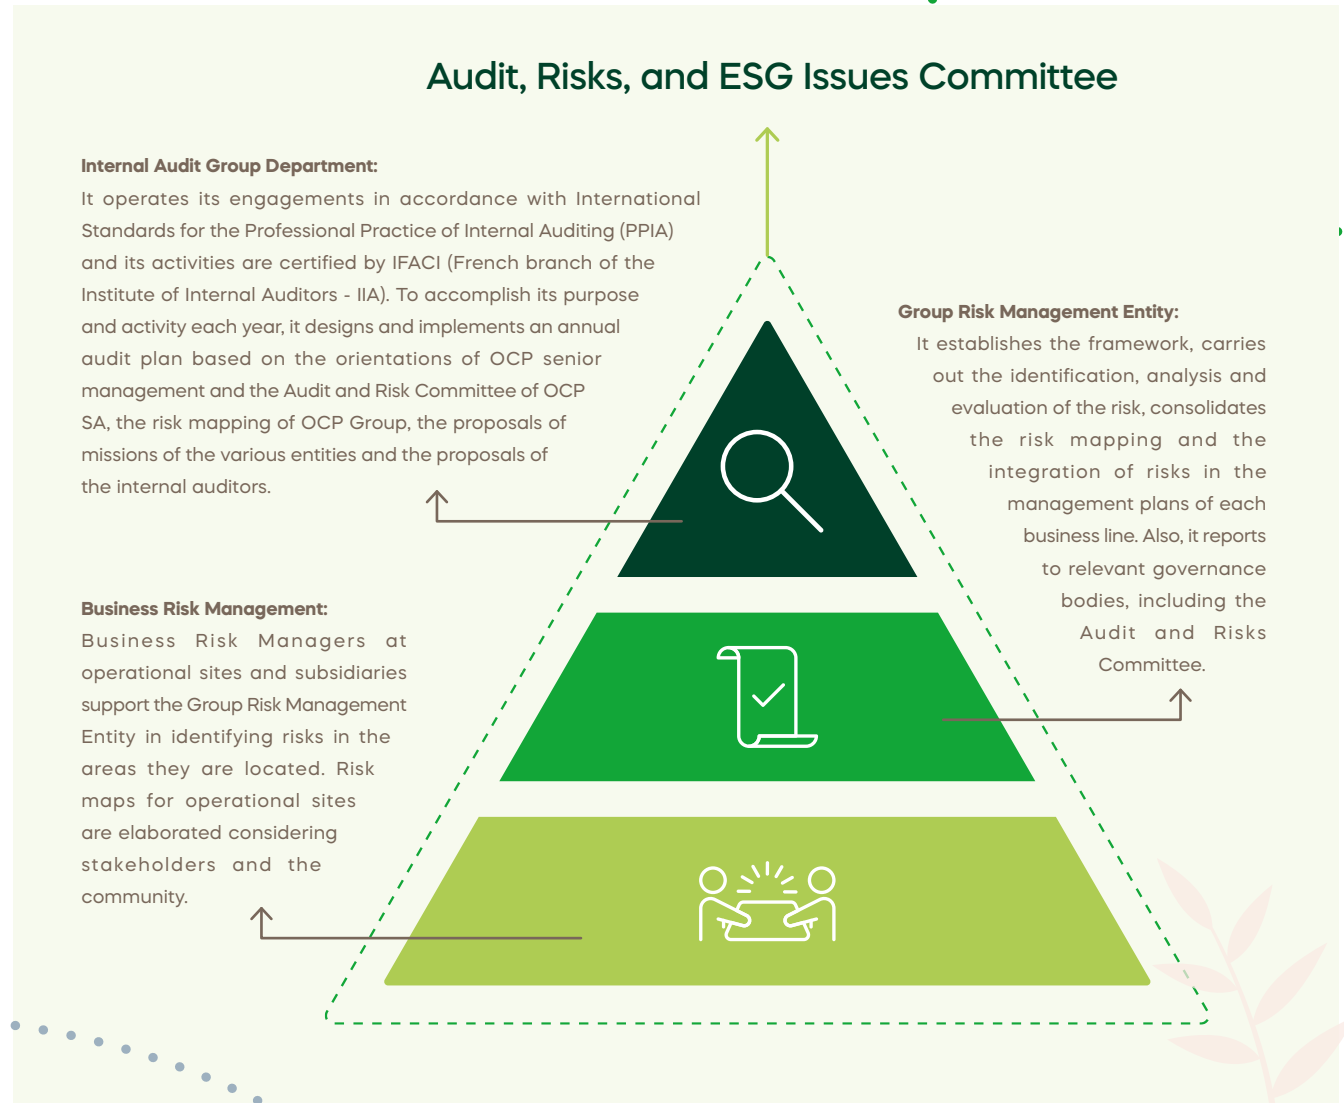 Audit, Risks, and ESG Issues Committee
Internal Audit Group Department:
It operates its engagements in accordance with International
Standards for the Professional Practice of Internal Auditing (PPIA)
and its activities are certified by IFACI (French branch of the
Institute of Internal Auditors - IIA). To accomplish its purpose
and activity each year, it designs and implements an annual
audit plan based on the orientations of OCP senior
management and the Audit and Risk Committee of OCP
SA, the risk mapping of OCP Group, the proposals of
missions of the various entities and the proposals of
the internal auditors.
Group Risk Management Entity:
It establishes the framework, carries
out the identification, analysis and
evaluation of the risk, consolidates
the risk mapping and the
integration of risks in the
management plans of each
business line. Also, it reports
to relevant governance
bodies, including the
Audit and Risks
Committee.
Business Risk Management:
Business Risk Managers at
operational sites and subsidiaries
support the Group Risk Management
Entity in identifying risks in the
areas they are located. Risk
maps for operational sites
are elaborated considering
stakeholders and the
community.